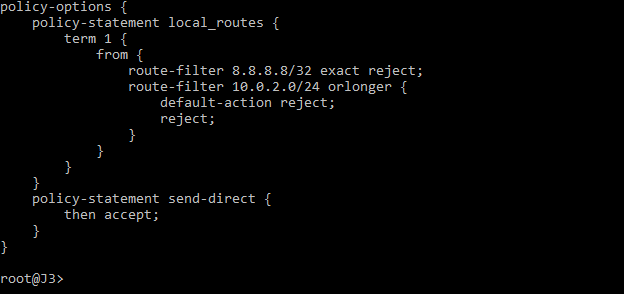 policy-options {
    policy-statement local_routes {
        term 1 {
            from {
                route-filter 8.8.8.8/32 exact reject;
                route-filter 10.0.2.0/24 orlonger {
                    default-action reject;
                    reject;
                }
            }
        }
    }
    policy-statement send-direct {
        then accept;
    }
}
root@J3>